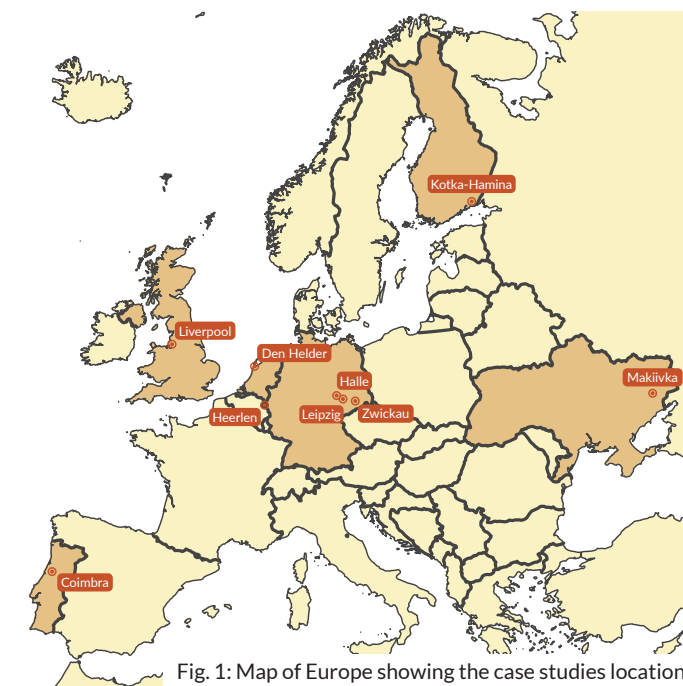 Kotka-Hamina
Liverpool
Den Helder
Halle
Makiivka
Heerlen
Leipzig
Zwickau
Coimbra
Fig. 1: Map of Europe showing the case studies location